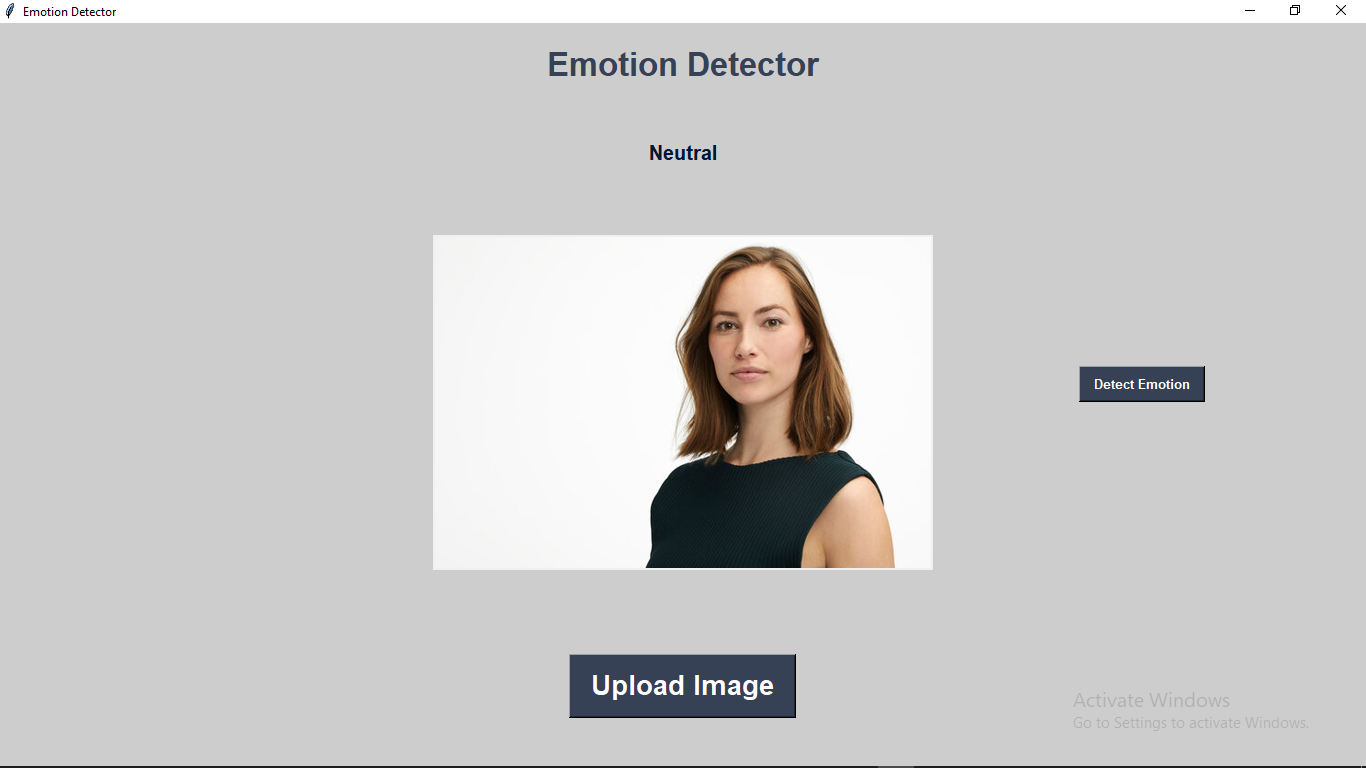 Emotion Detector
Emotion Detector
Neutral
Detect Emotion
Upload Image
Activate Windows
Go to Settings to activate Windows.